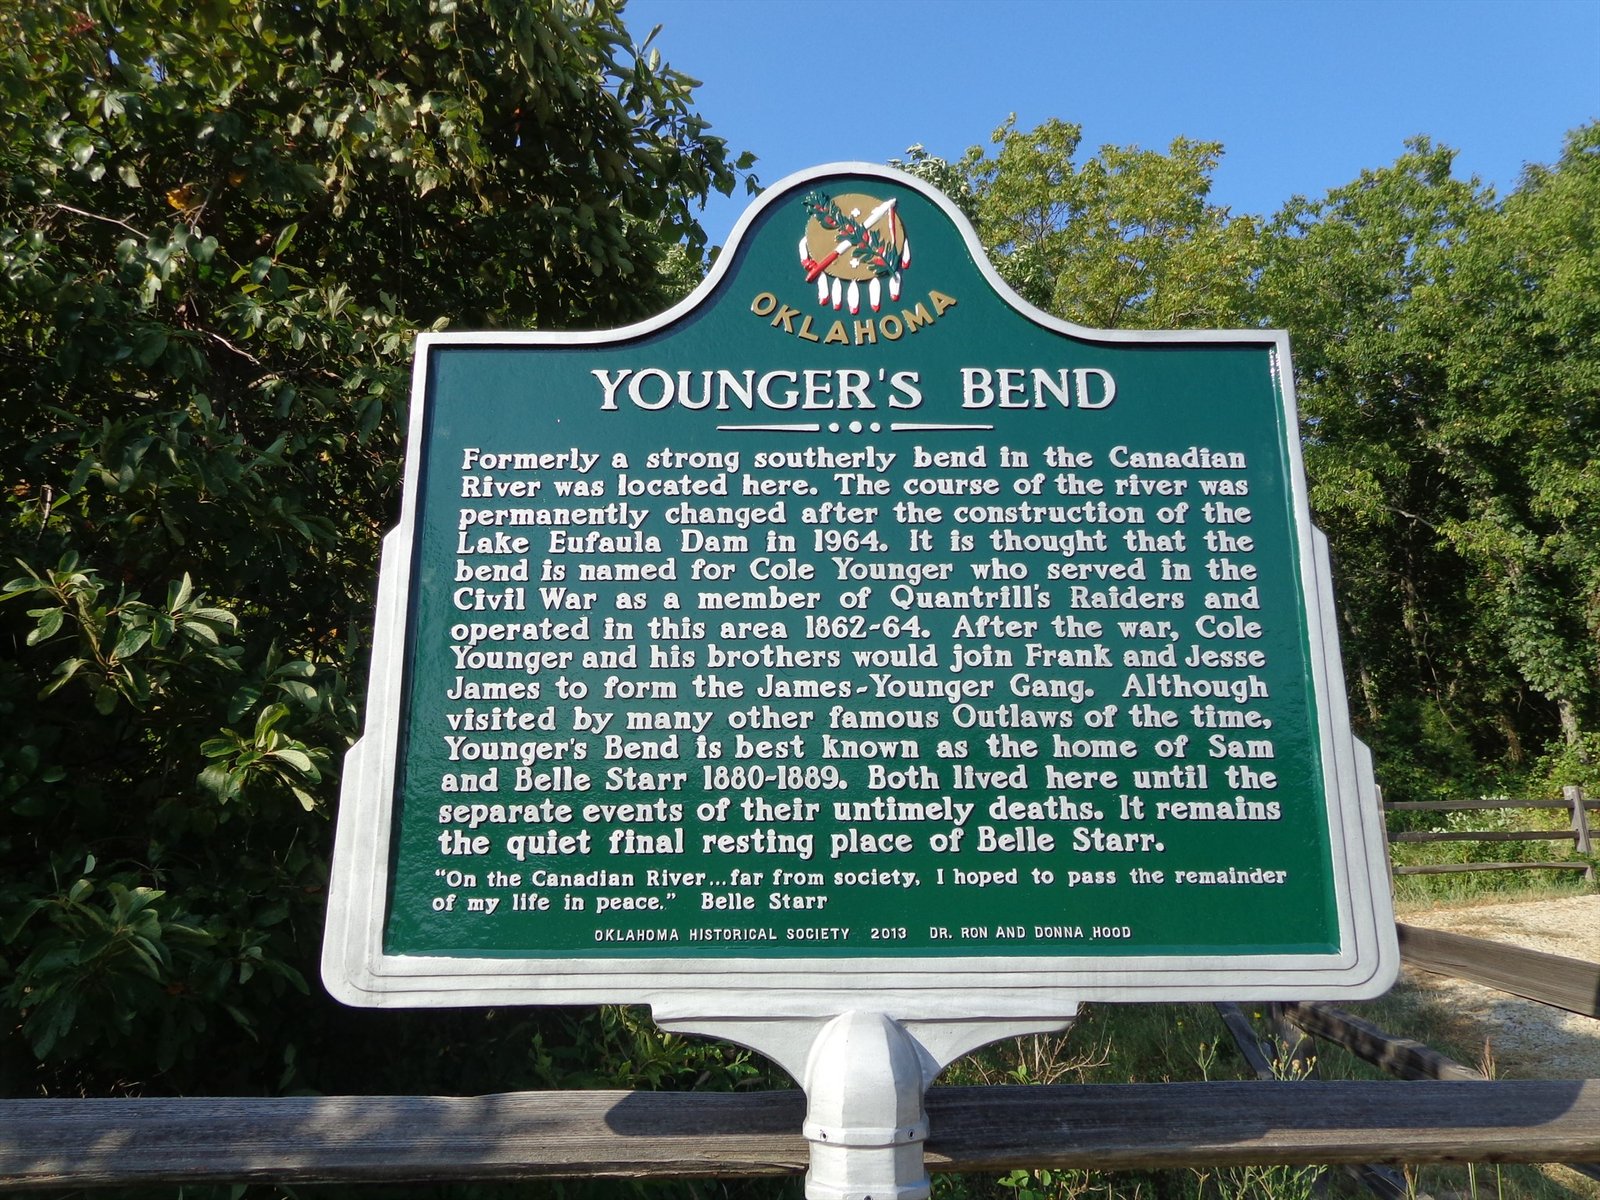 OKLAHOMA
YOUNGER'S BEND
Formerly a strong southerly bend in the Canadian
River was located here. The course of the river was
permanently changed after the construction of the
Lake Eufaula Dam in 1964. It is thought that the
bend is named for Cole Younger who served in the
Civil War as a member of Quantrill's Raiders and
operated in this area 1862-64. After the war, Cole
Younger and his brothers would join Frank and Jesse
James to form the James-Younger Gang. Although
visited by many other famous Outlaws of the time,
Younger's Bend is best known as the home of Sam
and Belle Starr 1880-1889. Both lived here until the
separate events of their untimely deaths. It remains
the quiet final resting place of Belle Starr.
"On the Canadian River...far from society, I hoped to pass the remainder
of my life in peace." Belle Starr
OKLAHOMA HISTORICAL SOCIETY 2013 DR. RON AND DONNA HOOD